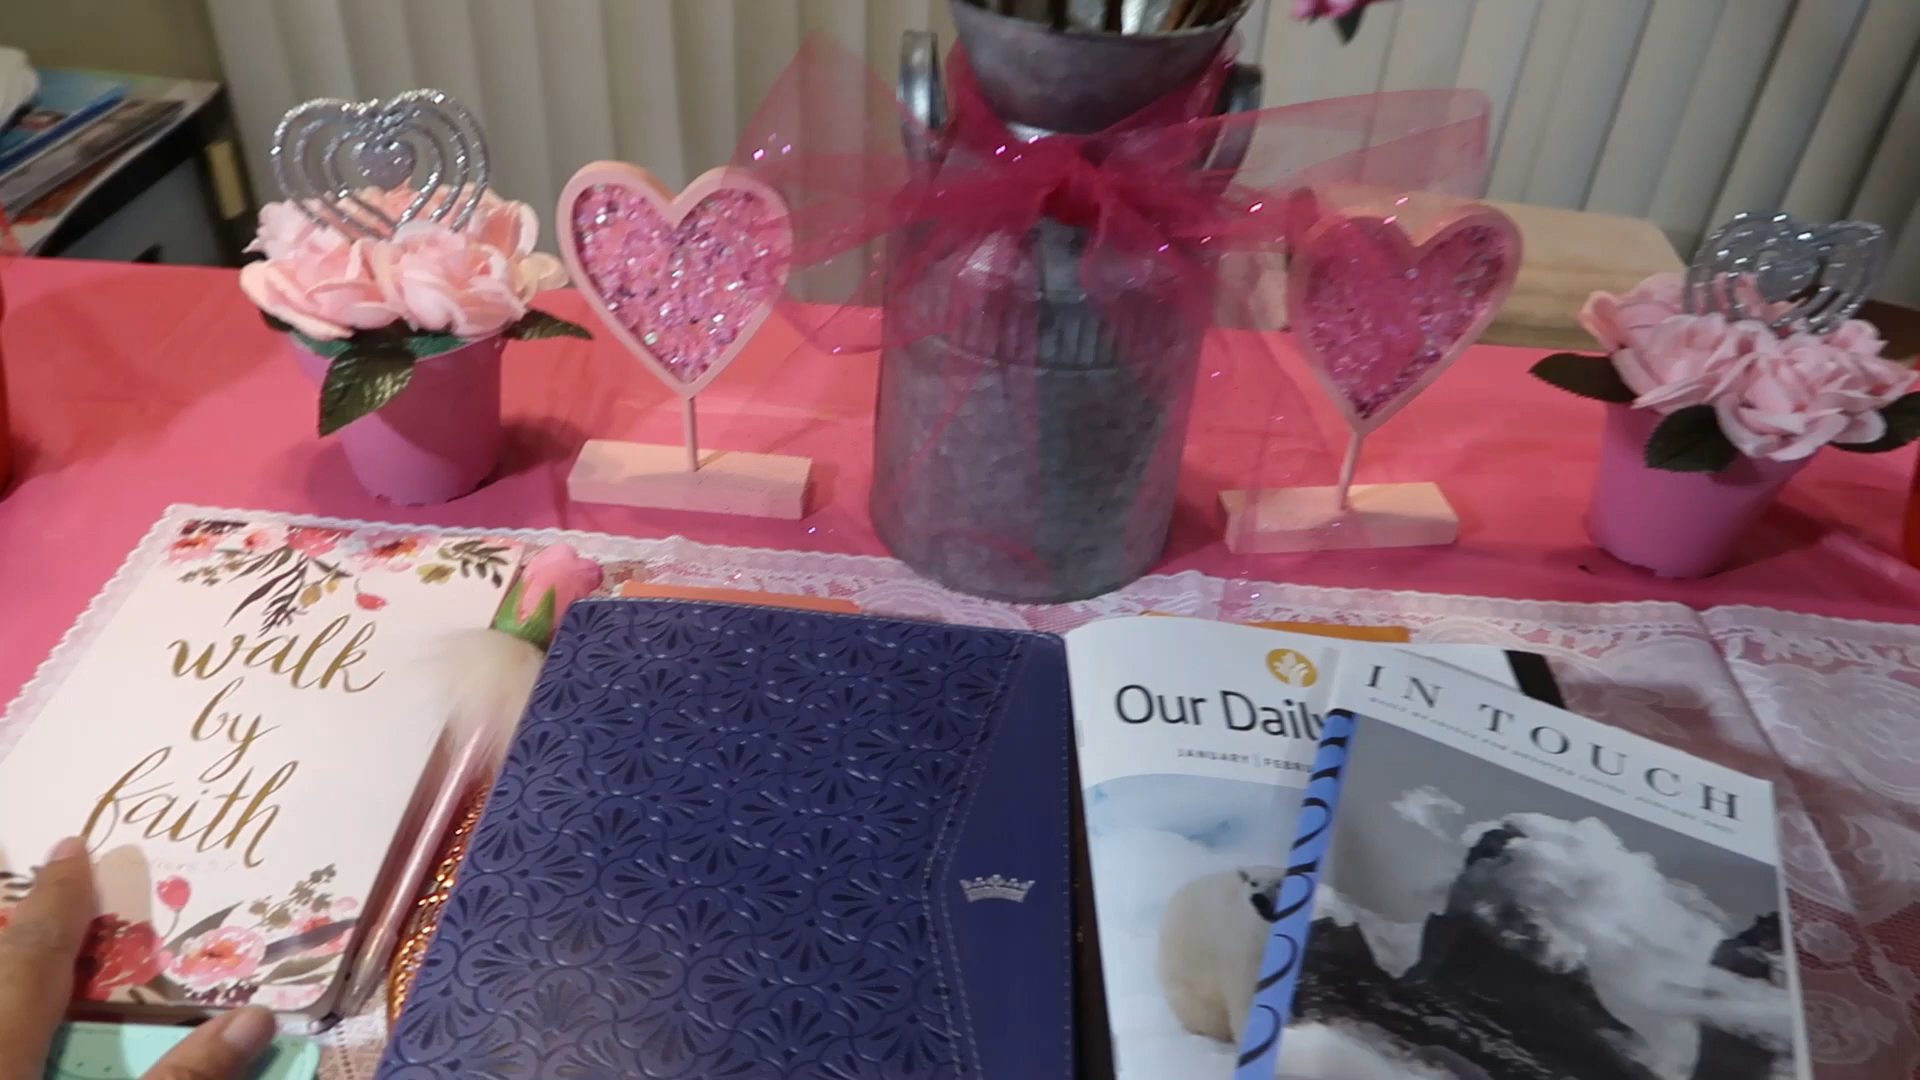 walk
by
faith
Our Daily
JANUARY | FEBRU
IN TOUCH